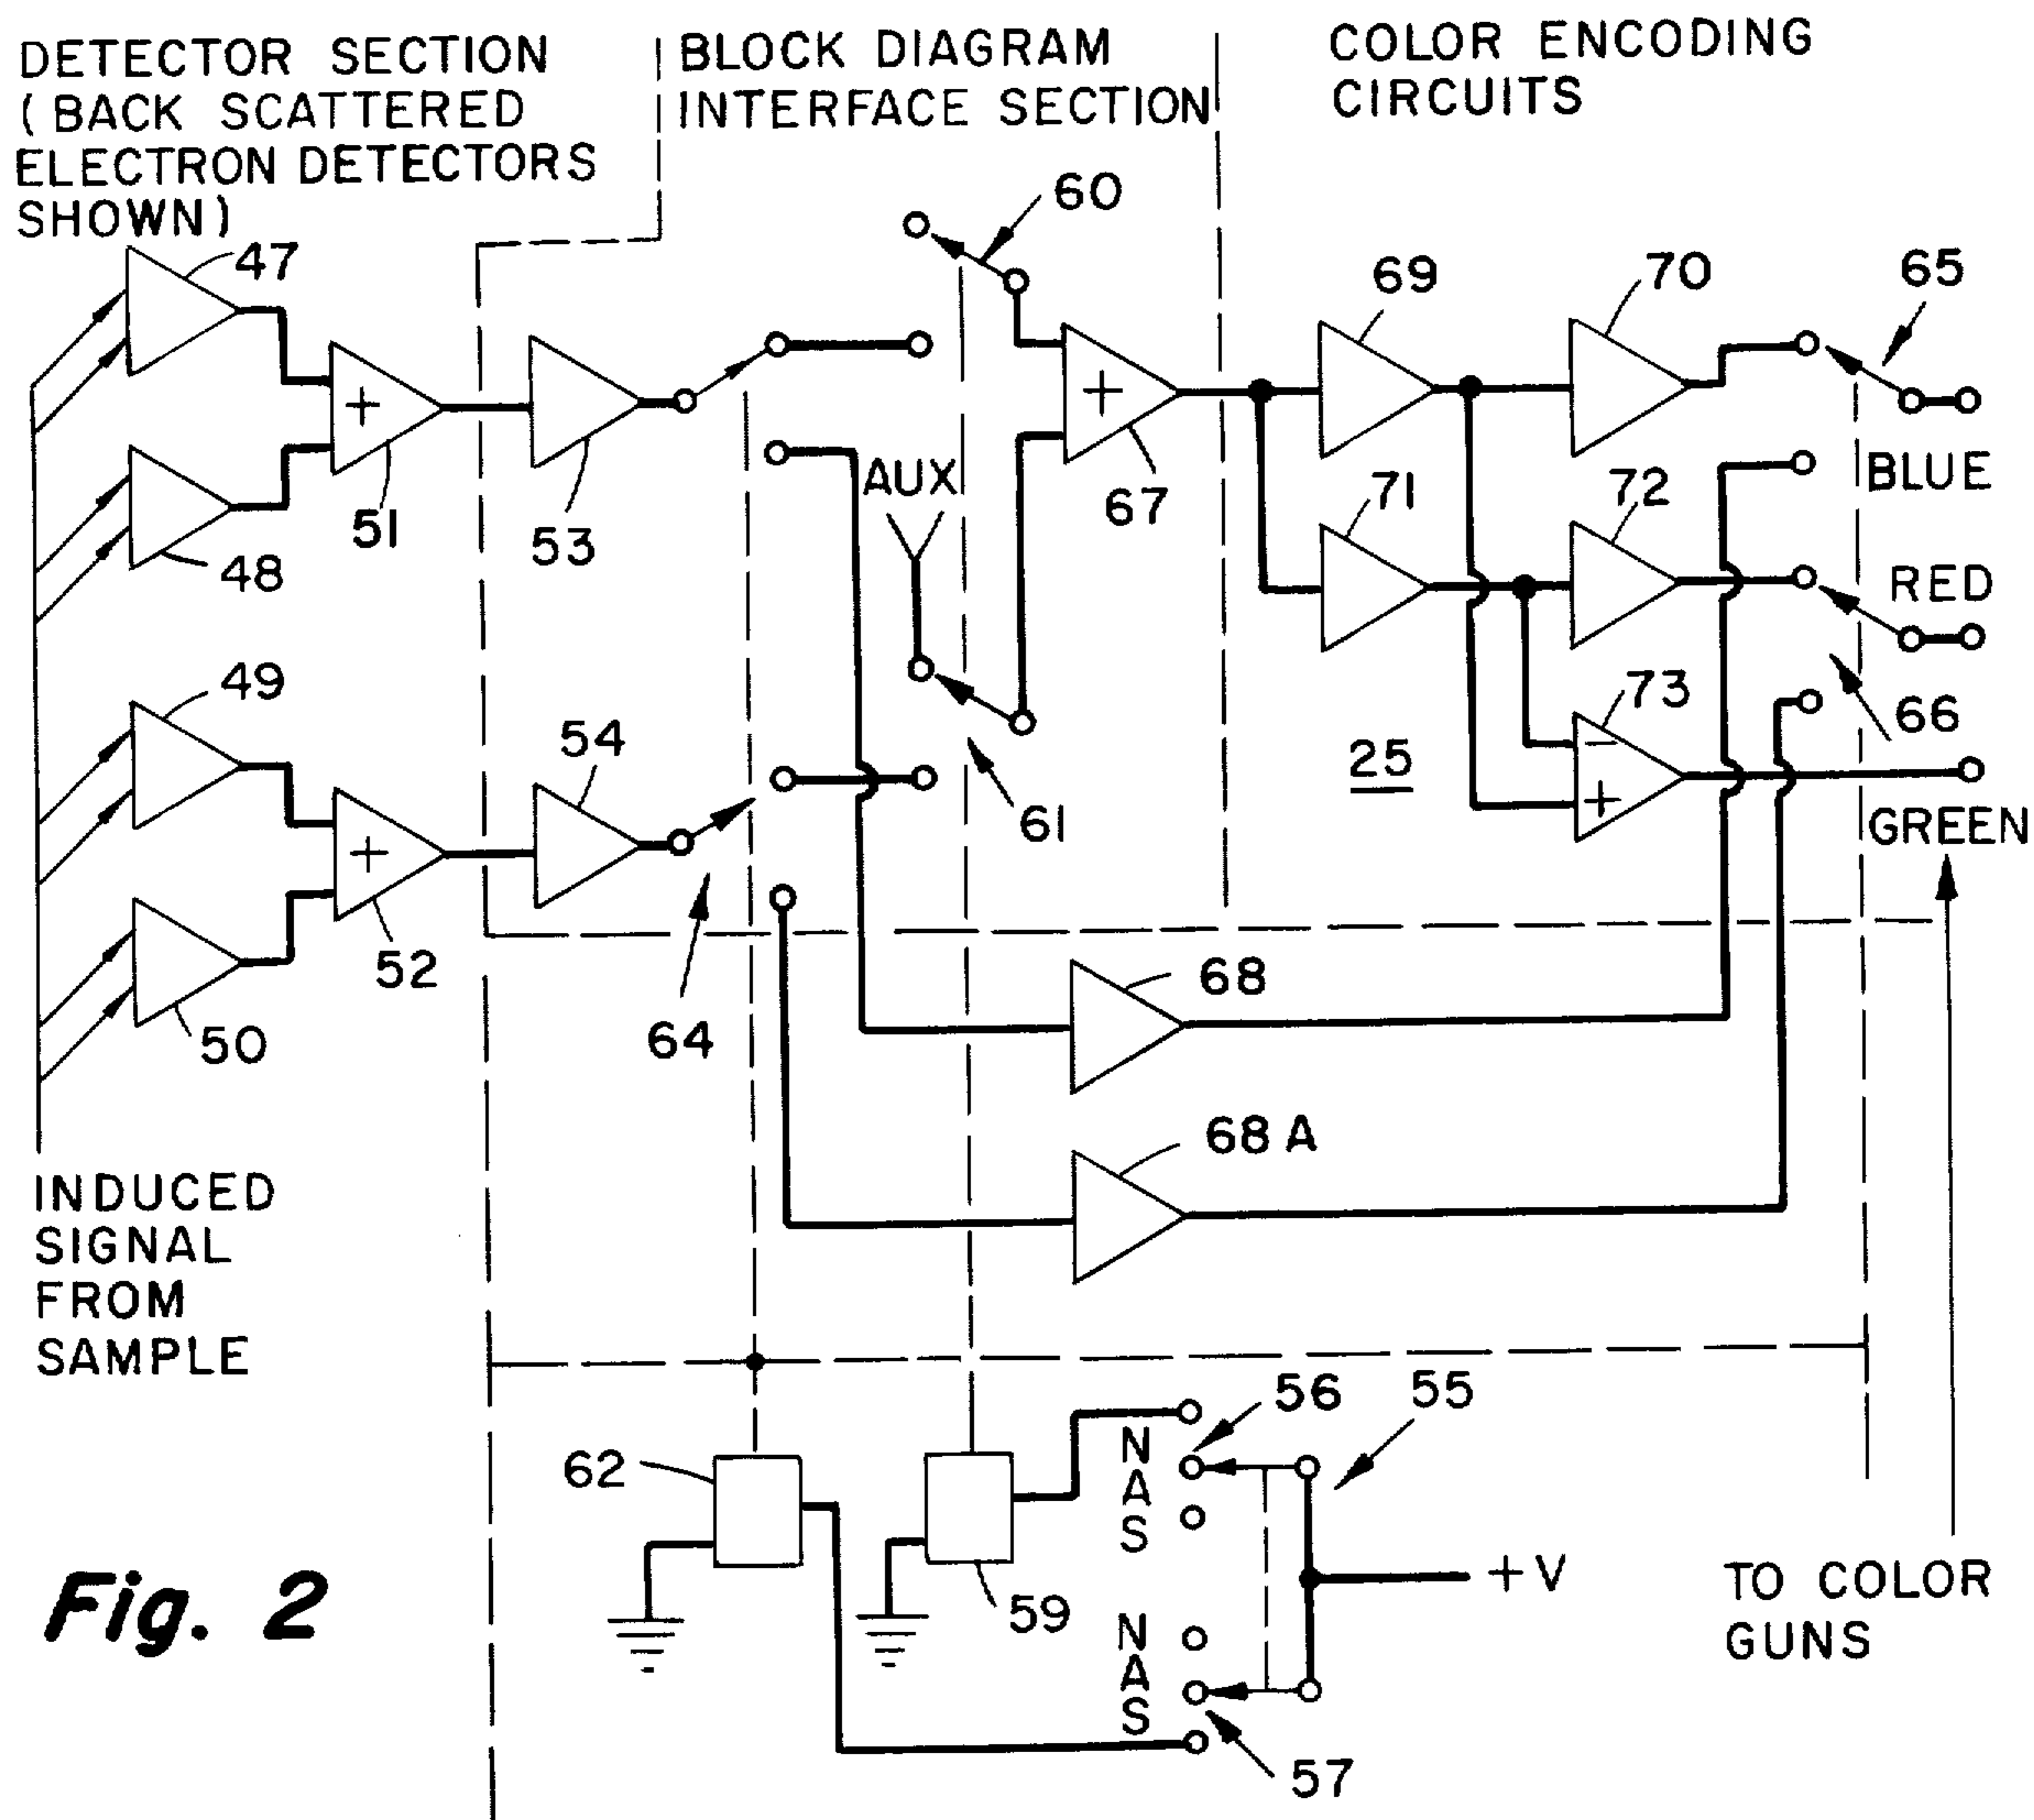 DETECTOR SECTION
(BACK SCATTERED
ELECTRON DETECTORS
SHOWN)
BLOCK DIAGRAM
INTERFACE SECTION
COLOR ENCODING
CIRCUITS
60
47
69
70
65
+
+
AUX
BLUE
51
53
67
71
72
48
RED
49
54
73
66
25
−
61
+
GREEN
+
52
68
64
50
68A
INDUCED
SIGNAL
FROM
SAMPLE
56
55
62
N
A
S
59
+V
TO COLOR
GUNS
N
A
S
57
Fig. 2